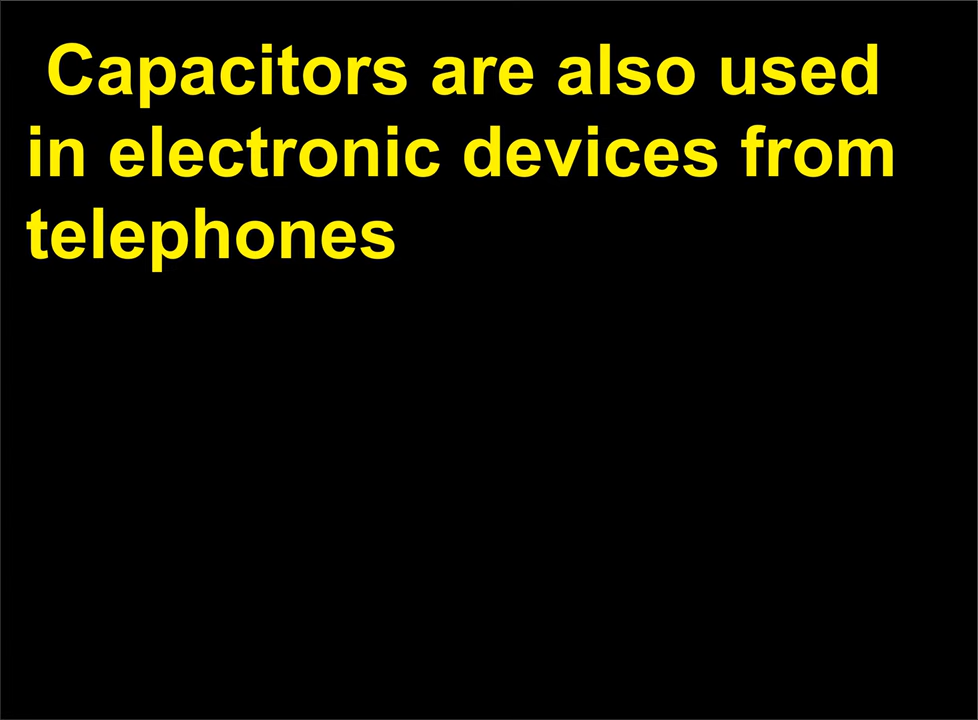 Capacitors are also used
in electronic devices from
telephones